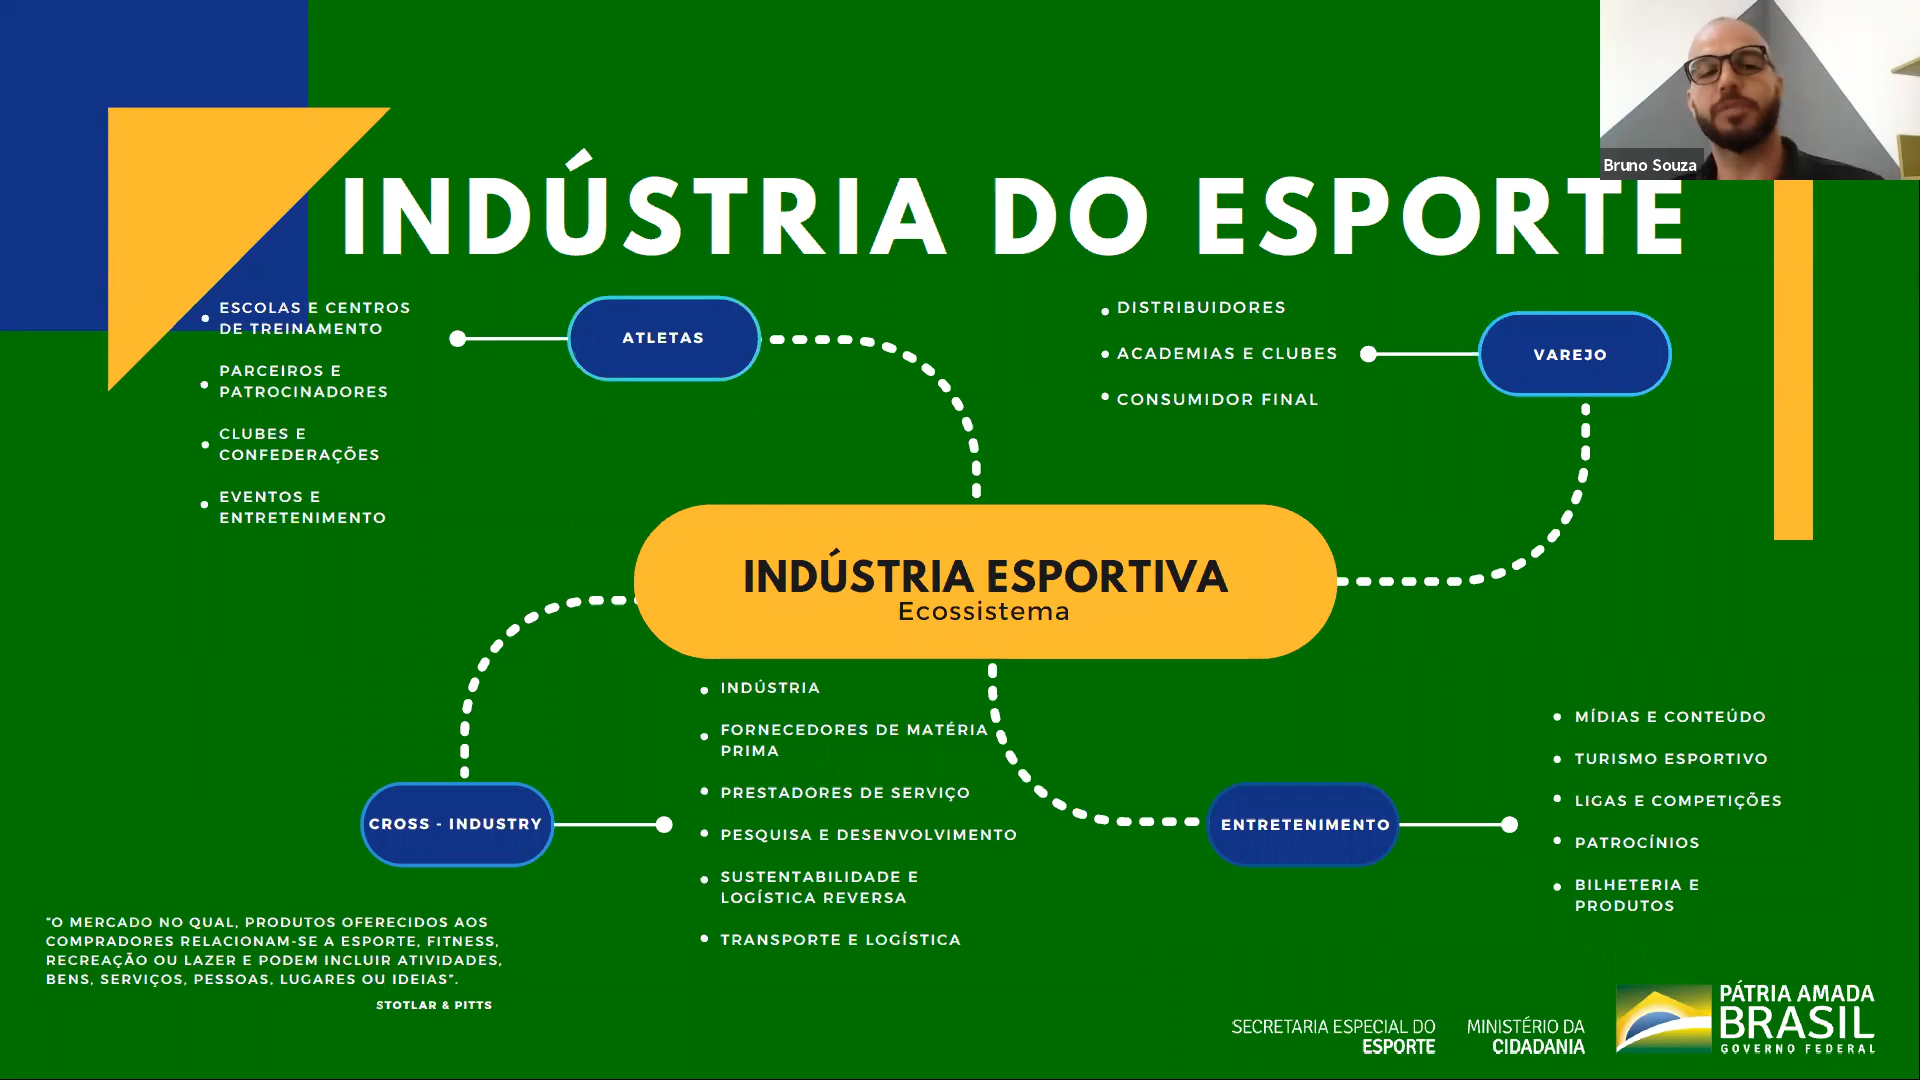 Bruno Souza
INDÚSTRIA DO ESPORTE
ESCOLAS E CENTROS
DE TREINAMENTO
PARCEIROS E
PATROCINADORES
CLUBES E
CONFEDERAÇÕES
EVENTOS E
ENTRETENIMENTO
ATLETAS
DISTRIBUIDORES
ACADEMIAS E CLUBES
CONSUMIDOR FINAL
VAREJO
INDÚSTRIA ESPORTIVA
Ecossistema
CROSS - INDUSTRY
INDÚSTRIA
FORNECEDORES DE MATÉRIA
PRIMA
PRESTADORES DE SERVIÇO
PESQUISA E DESENVOLVIMENTO
SUSTENTABILIDADE E
LOGÍSTICA REVERSA
TRANSPORTE E LOGÍSTICA
ENTRETENIMENTO
MÍDIAS E CONTEÚDO
TURISMO ESPORTIVO
LIGAS E COMPETIÇÕES
PATROCÍNIOS
BILHETERIA E
PRODUTOS
"O MERCADO NO QUAL, PRODUTOS OFERECIDOS AOS
COMPRADORES RELACIONAM-SE A ESPORTE, FITNESS,
RECREAÇÃO OU LAZER E PODEM INCLUIR ATIVIDADES,
BENS, SERVIÇOS, PESSOAS, LUGARES OU IDEIAS".
STOTLAR & PITTS
SECRETARIA ESPECIAL DO
ESPORTE
MINISTÉRIO DA
CIDADANIA
PÁTRIA AMADA
BRASIL
GOVERNO FEDERAL